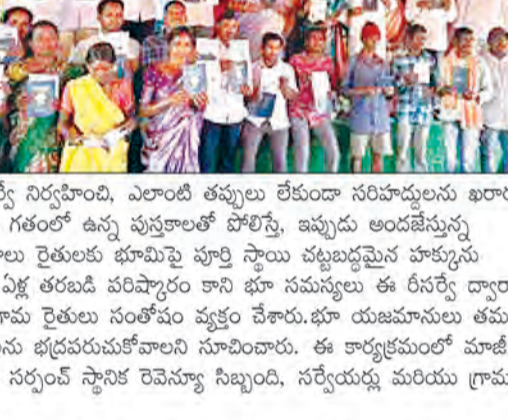 ర్వే నిర్వహించి, ఎలాంటి తప్పులు లేకుండా సరిహద్దులను ఖరార
గతంలో ఉన్న పుస్తకాలతో పోలిస్తే, ఇప్పుడు అందజేస్తున్న
ాలు రైతులకు భూమిపై పూర్తి స్థాయి చట్టబద్ధమైన హక్కును
ఏళ్ల తరబడి పరిష్కారం కాని భూ సమస్యలు ఈ రీసర్వే ద్వారా
గ్రామ రైతులు సంతోషం వ్యక్తం చేశారు.భూ యజమానులు తమ
ను భద్రపరుచుకోవాలని సూచించారు. ఈ కార్యక్రమంలో మాజీ
సర్పంచ్ స్థానిక రెవెన్యూ సిబ్బంది, సర్వేయర్లు మరియు గ్రామ